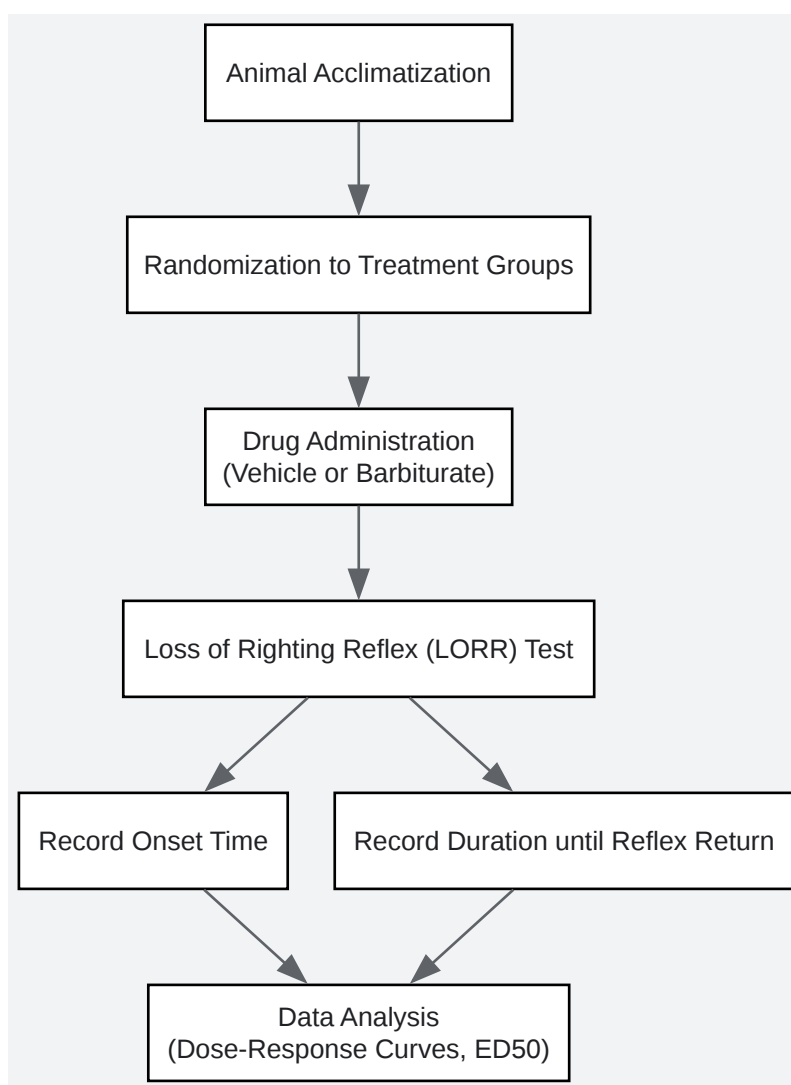 Animal Acclimatization
Randomization to Treatment Groups
Drug Administration
(Vehicle or Barbiturate)
Loss of Righting Reflex (LORR) Test
Record Onset Time
Record Duration until Reflex Return
Data Analysis
(Dose-Response Curves, ED50)